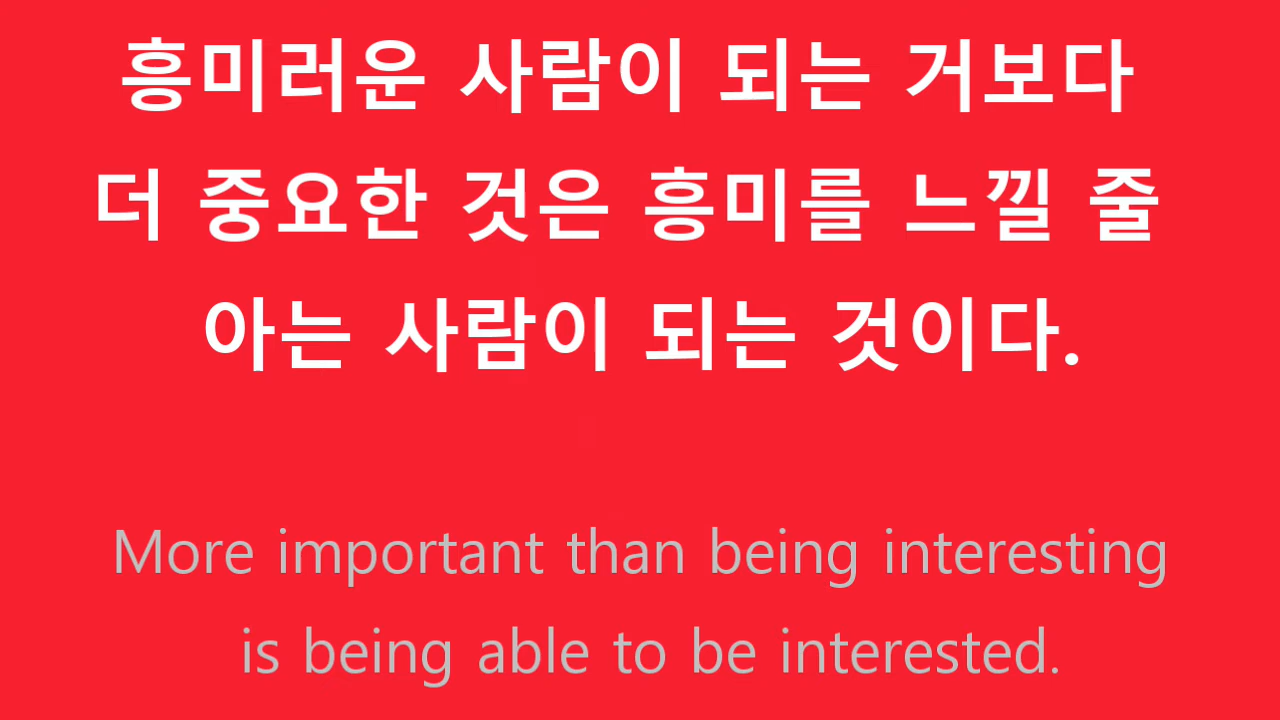 흥미러운 사람이 되는 거보다
더 중요한 것은 흥미를 느낄 줄
아는 사람이 되는 것이다.
More important than being interesting
is being able to be interested.